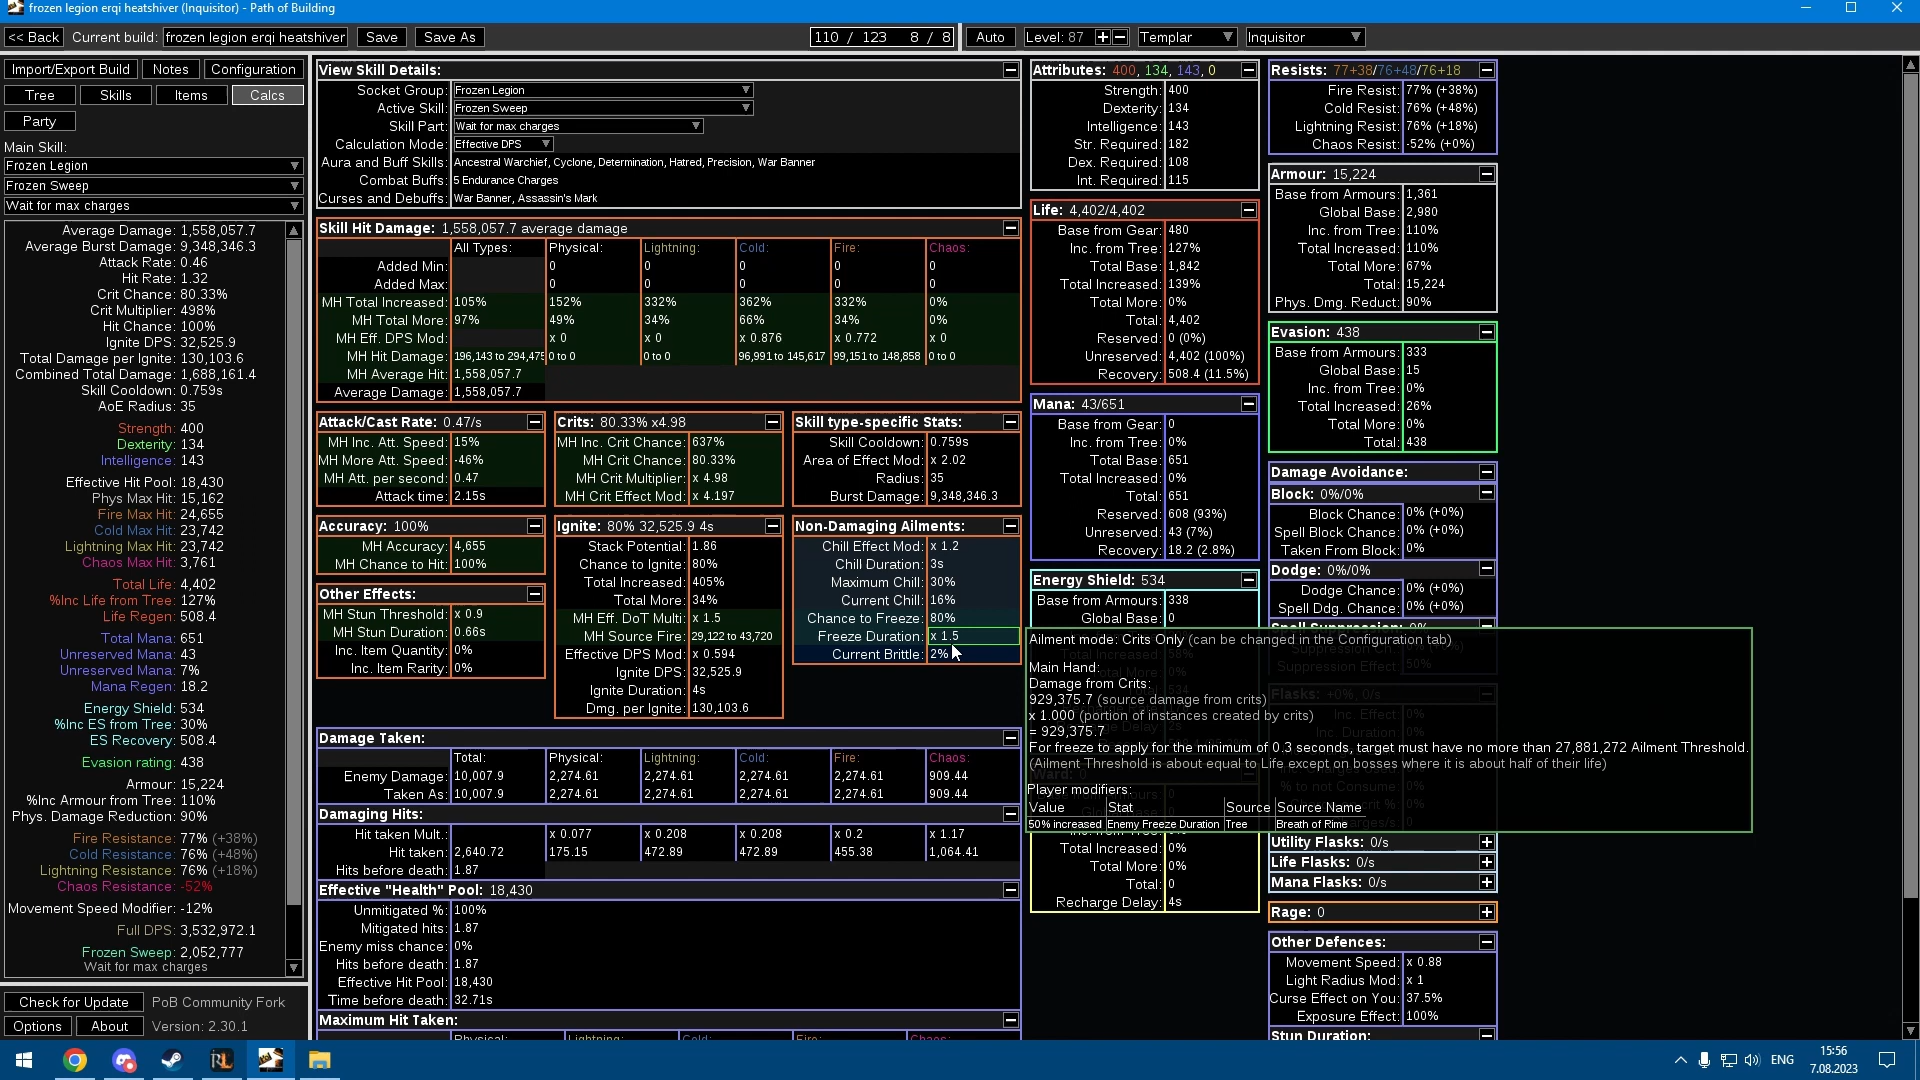 frozen legion erqi heatshiver (Inquisitor) - Path of Building
<< Back Current build: frozen legion erqi heatshiver Save Save As 110 / 123 8 / 8 Auto Level: 87 + - Templar Inquisitor
Import/Export Build Notes Configuration
Tree Skills Items Calcs
Party
Main Skill:
Frozen Legion
Frozen Sweep
Wait for max charges
Average Damage: 1,558,057.7
Average Burst Damage: 9,348,346.3
Attack Rate: 0.46
Hit Rate: 1.32
Crit Chance: 80.33%
Crit Multiplier: 498%
Hit Chance: 100%
Ignite DPS: 32,525.9
Total Damage per Ignite: 130,103.6
Combined Total Damage: 1,688,161.4
Skill Cooldown: 0.759s
AoE Radius: 35
Strength: 400
Dexterity: 134
Intelligence: 143
Effective Hit Pool: 18,430
Phys Max Hit: 15,162
Fire Max Hit: 24,655
Cold Max Hit: 23,742
Lightning Max Hit: 23,742
Chaos Max Hit: 3,761
Total Life: 4,402
%Inc Life from Tree: 127%
Life Regen: 508.4
Total Mana: 651
Unreserved Mana: 43
Unreserved Mana: 7%
Mana Regen: 18.2
Energy Shield: 534
%Inc ES from Tree: 30%
ES Recovery: 508.4
Evasion rating: 438
Armour: 15,224
%Inc Armour from Tree: 110%
Phys. Damage Reduction: 90%
Fire Resistance: 77% (+38%)
Cold Resistance: 76% (+48%)
Lightning Resistance: 76% (+18%)
Chaos Resistance: -52%
Movement Speed Modifier: -12%
Full DPS: 3,532,972.1
Frozen Sweep: 2,052,777
Wait for max charges
Check for Update PoB Community Fork
Options About Version: 2.30.1
View Skill Details:
Socket Group: Frozen Legion
Active Skill: Frozen Sweep
Skill Part: Wait for max charges
Calculation Mode: Effective DPS
Aura and Buff Skills: Ancestral Warchief, Cyclone, Determination, Hatred, Precision, War Banner
Combat Buffs: 5 Endurance Charges
Curses and Debuffs: War Banner, Assassin's Mark
Skill Hit Damage: 1,558,057.7 average damage
All Types: Physical: Lightning: Cold: Fire: Chaos:
Added Min: 0 0 0 0 0
Added Max: 0 0 0 0 0
MH Total Increased: 105% 152% 332% 362% 332% 0%
MH Total More: 97% 49% 34% 66% 34% 0%
MH Eff. DPS Mod: x 0 x 0 x 0.876 x 0.772 x 0
MH Hit Damage: 196,143 to 294,475 0 to 0 0 to 0 96,991 to 145,617 99,151 to 148,858 0 to 0
MH Average Hit: 1,558,057.7
Average Damage: 1,558,057.7
Attack/Cast Rate: 0.47/s
MH Inc. Att. Speed: 15%
MH More Att. Speed: -46%
MH Att. per second: 0.47
Attack time: 2.15s
Crits: 80.33% x4.98
MH Inc. Crit Chance: 637%
MH Crit Chance: 80.33%
MH Crit Multiplier: x 4.98
MH Crit Effect Mod: x 4.197
Skill type-specific Stats:
Skill Cooldown: 0.759s
Area of Effect Mod: x 2.02
Radius: 35
Burst Damage: 9,348,346.3
Accuracy: 100%
MH Accuracy: 4,655
MH Chance to Hit: 100%
Other Effects:
MH Stun Threshold: x 0.9
MH Stun Duration: 0.66s
Inc. Item Quantity: 0%
Inc. Item Rarity: 0%
Ignite: 80% 32,525.9 4s
Stack Potential: 1.86
Chance to Ignite: 80%
Total Increased: 405%
Total More: 34%
MH Eff. DoT Multi: x 1.5
MH Source Fire: 29,122 to 43,720
Effective DPS Mod: x 0.594
Ignite DPS: 32,525.9
Ignite Duration: 4s
Dmg. per Ignite: 130,103.6
Non-Damaging Ailments:
Chill Effect Mod: x 1.2
Chill Duration: 3s
Maximum Chill: 30%
Current Chill: 16%
Chance to Freeze: 80%
Freeze Duration: x 1.5
Current Brittle: 2%
Damage Taken:
Total: Physical: Lightning: Cold: Fire: Chaos:
Enemy Damage: 10,007.9 2,274.61 2,274.61 2,274.61 2,274.61 909.44
Taken As: 10,007.9 2,274.61 2,274.61 2,274.61 2,274.61 909.44
Damaging Hits:
Hit taken Mult.: x 0.077 x 0.208 x 0.208 x 0.2 x 1.17
Hit taken: 2,640.72 175.15 472.89 472.89 455.38 1,064.41
Hits before death: 1.87
Effective "Health" Pool: 18,430
Unmitigated %: 100%
Mitigated hits: 1.87
Enemy miss chance: 0%
Hits before death: 1.87
Effective Hit Pool: 18,430
Time before death: 32.71s
Maximum Hit Taken:
Physical: Lightning: Cold: Fire: Chaos:
Attributes: 400, 134, 143, 0
Strength: 400
Dexterity: 134
Intelligence: 143
Str. Required: 182
Dex. Required: 108
Int. Required: 115
Life: 4,402/4,402
Base from Gear: 480
Inc. from Tree: 127%
Total Base: 1,842
Total Increased: 139%
Total More: 0%
Total: 4,402
Reserved: 0 (0%)
Unreserved: 4,402 (100%)
Recovery: 508.4 (11.5%)
Mana: 43/651
Base from Gear: 0
Inc. from Tree: 0%
Total Base: 651
Total Increased: 0%
Total More: 0%
Total: 651
Reserved: 608 (93%)
Unreserved: 43 (7%)
Recovery: 18.2 (2.8%)
Energy Shield: 534
Base from Armours: 338
Global Base: 0
Ailment mode: Crits Only (can be changed in the Configuration tab)
Main Hand:
Damage from Crits:
929,375.7 (source damage from crits)
x 1.000 (portion of instances created by crits)
= 929,375.7
For freeze to apply for the minimum of 0.3 seconds, target must have no more than 27,881,272 Ailment Threshold.
(Ailment Threshold is about equal to Life except on bosses where it is about half of their life)
Player modifiers:
Value Stat Source Source Name
50% increased Enemy Freeze Duration Tree Breath of Rime
Total Increased: 0%
Total More: 0%
Total: 0
Recharge Delay: 4s
Resists: 77+38/76+48/76+18
Fire Resist: 77% (+38%)
Cold Resist: 76% (+48%)
Lightning Resist: 76% (+18%)
Chaos Resist: -52% (+0%)
Armour: 15,224
Base from Armours: 1,361
Global Base: 2,980
Inc. from Tree: 110%
Total Increased: 110%
Total More: 67%
Total: 15,224
Phys. Dmg. Reduct: 90%
Evasion: 438
Base from Armours: 333
Global Base: 15
Inc. from Tree: 0%
Total Increased: 26%
Total More: 0%
Total: 438
Damage Avoidance:
Block: 0%/0%
Block Chance: 0% (+0%)
Spell Block Chance: 0% (+0%)
Taken From Block: 0%
Dodge: 0%/0%
Dodge Chance: 0% (+0%)
Spell Ddg. Chance: 0% (+0%)
Utility Flasks: 0/s
Life Flasks: 0/s
Mana Flasks: 0/s
Rage: 0
Other Defences:
Movement Speed: x 0.88
Light Radius Mod: x 1
Curse Effect on You: 37.5%
Exposure Effect: 100%
Stun Duration:
ENG 15:56
7.08.2023